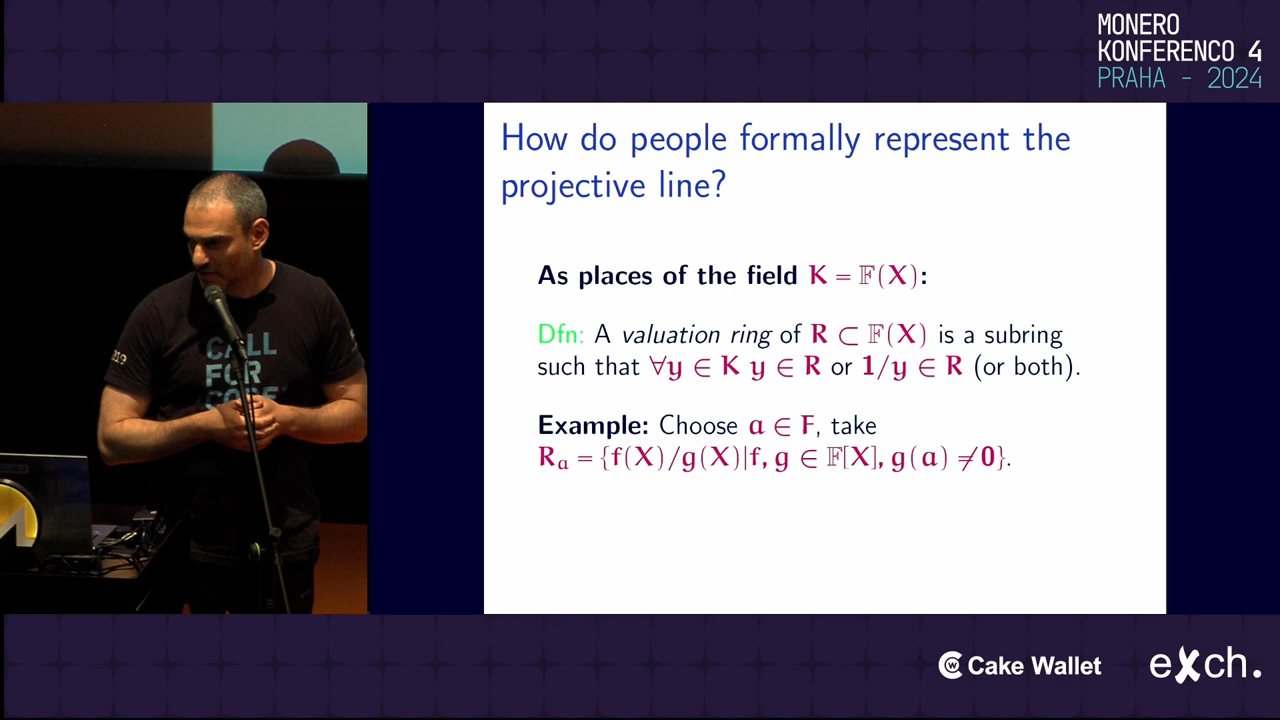 MONERO
KONFERENCO 4
PRAHA - 2024
How do people formally represent the
projective line?
As places of the field K = 𝔽(X):
Dfn: A valuation ring of R ⊂ 𝔽(X) is a subring
such that ∀y ∈ K y ∈ R or 1/y ∈ R (or both).
Example: Choose a ∈ F, take
Rₐ = {f(X)/g(X)|f, g ∈ 𝔽[X], g(a) ≠ 0}.
CALL
FOR
CODE
2019
Cake Wallet
eXch.